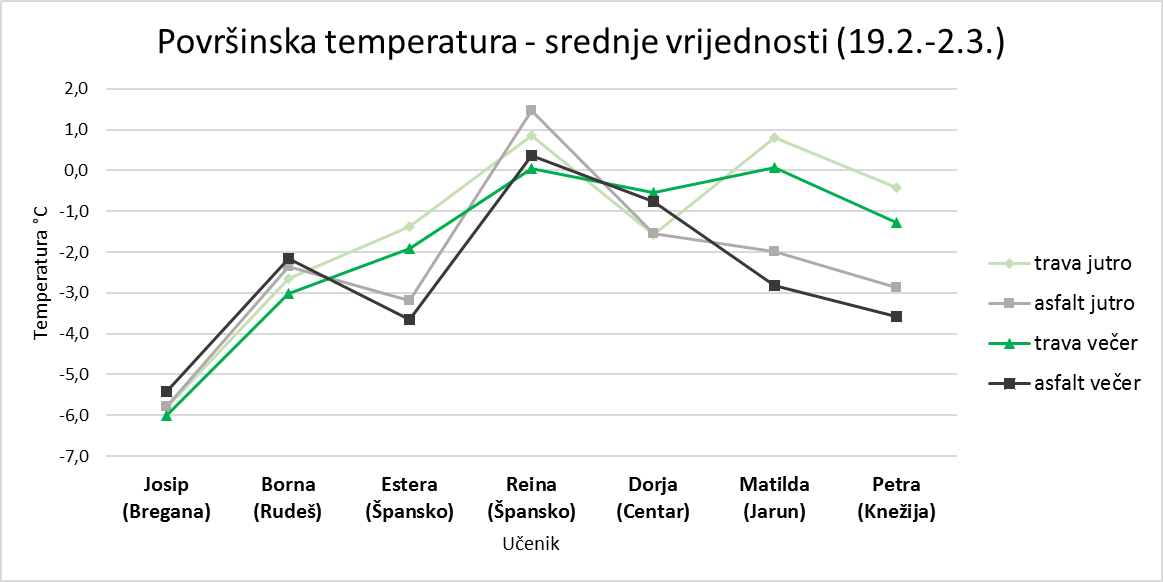 Površinska temperatura - srednje vrijednosti (19.2.-2.3.)
2,0
1,0
0,0
-1,0
-2,0
-3,0
-4,0
-5,0
-6,0
-7,0
Temperatura ˚C
Josip
(Bregana)
Borna
(Rudeš)
Estera
(Špansko)
Reina
(Špansko)
Dorja
(Centar)
Matilda
(Jarun)
Petra
(Knežija)
Učenik
trava jutro
asfalt jutro
trava večer
asfalt večer